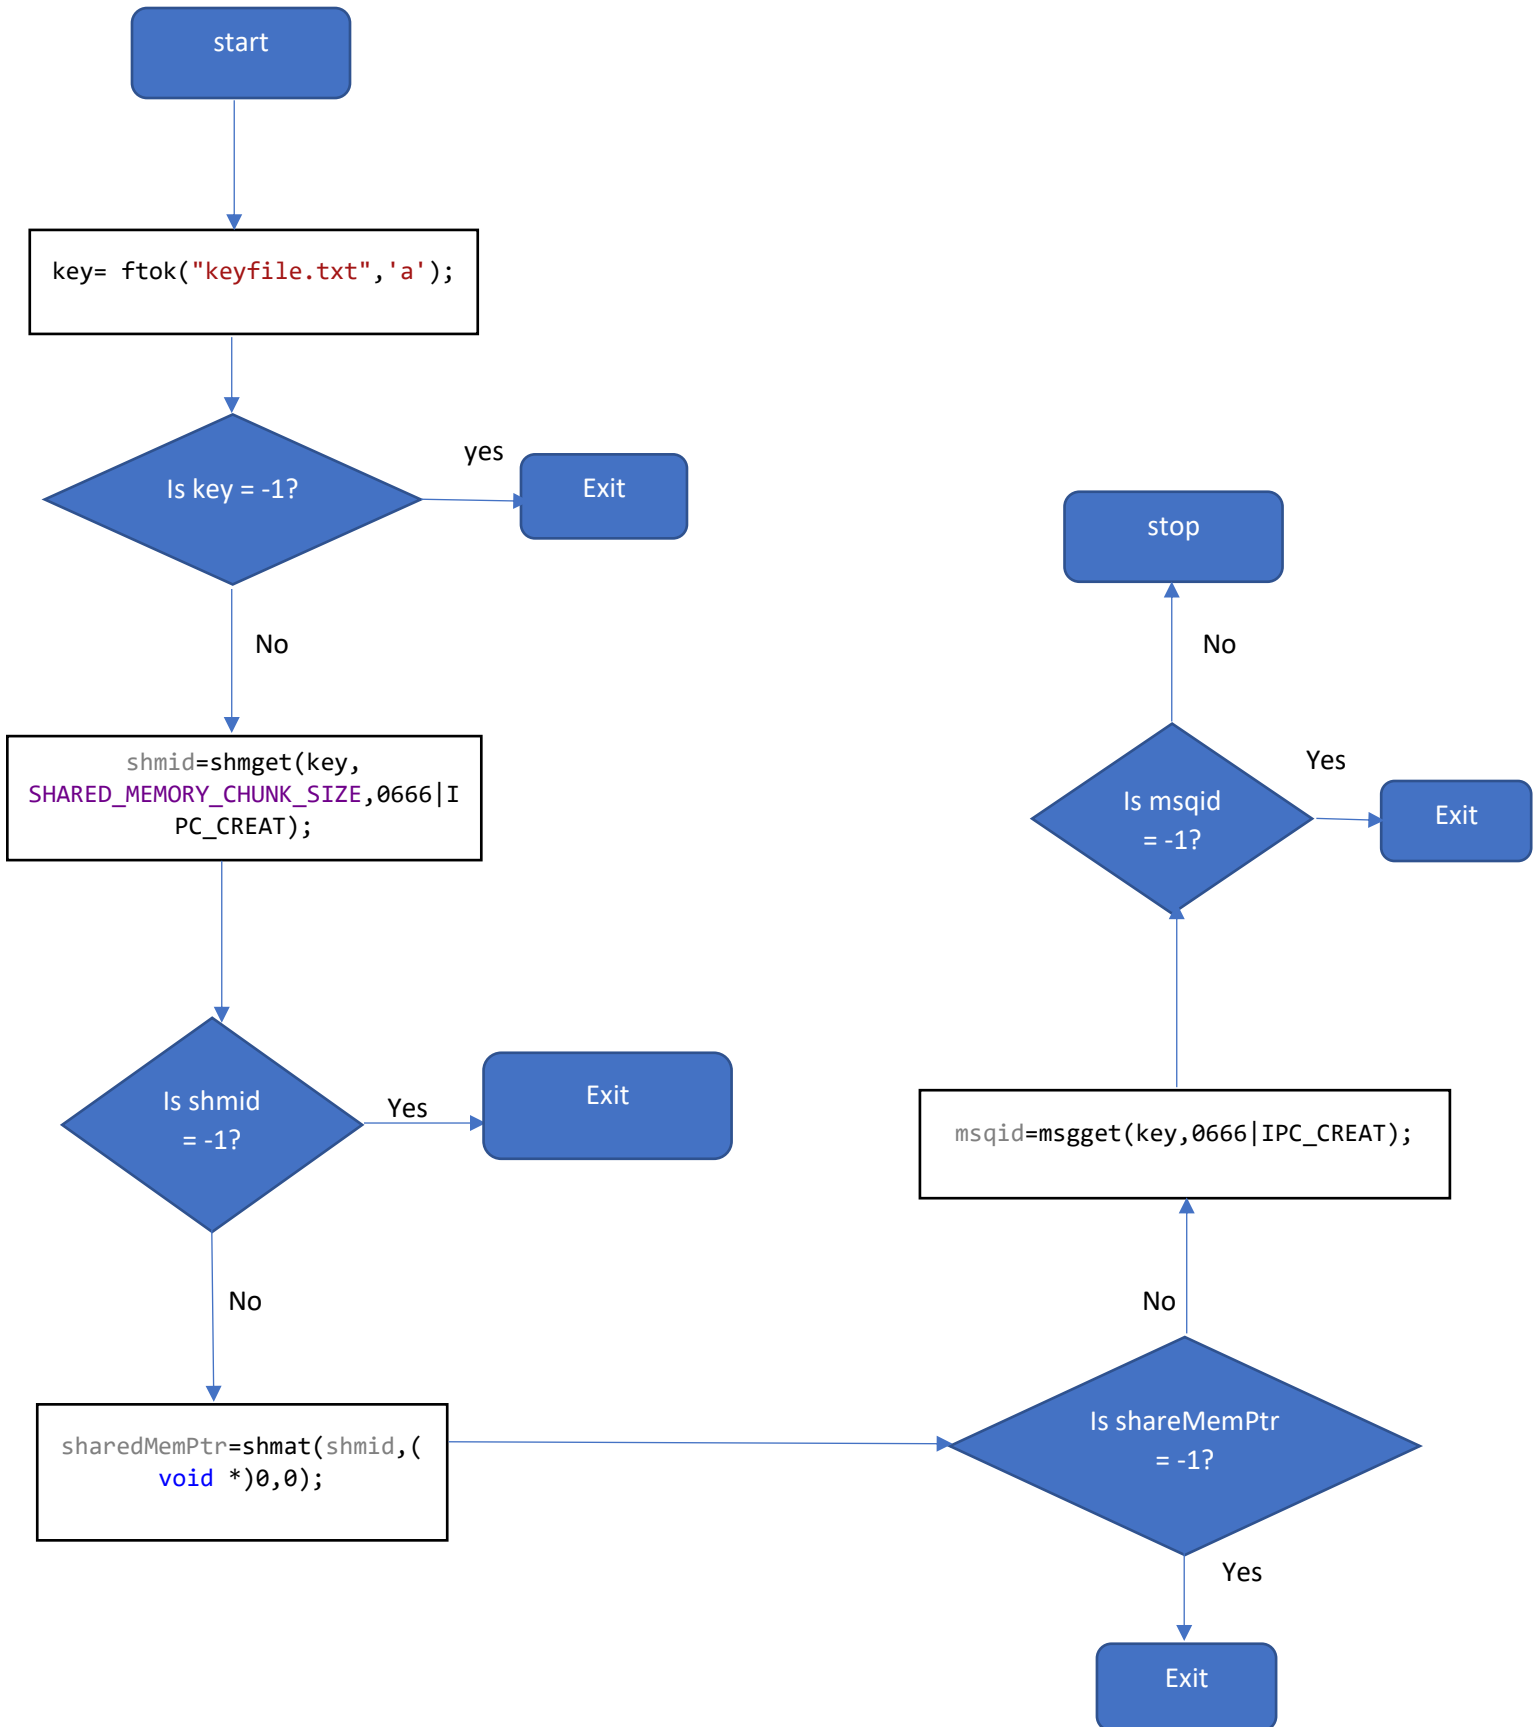 start
key= ftok("keyfile.txt",'a');
Is key = -1?
yes
Exit
No
shmid=shmget(key,
SHARED_MEMORY_CHUNK_SIZE,0666|I
PC_CREAT);
Is shmid
= -1?
Yes
Exit
No
sharedMemPtr=shmat(shmid,(
void *)0,0);
Is shareMemPtr
= -1?
Yes
Exit
No
msqid=msgget(key,0666|IPC_CREAT);
Is msqid
= -1?
Yes
Exit
No
stop